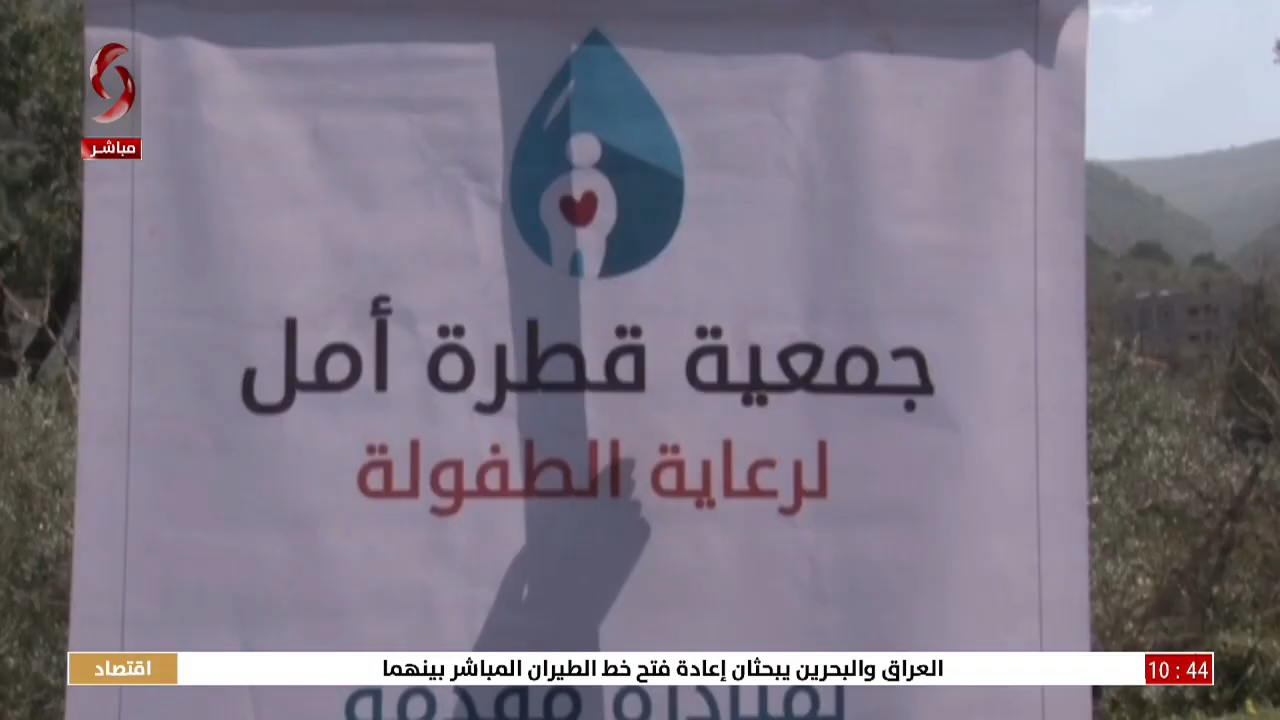 مباشر
جمعية قطرة أمل
لرعاية الطفولة
اقتصاد
العراق والبحرين يبحثان إعادة فتح خط الطيران المباشر بينهما
10 : 44